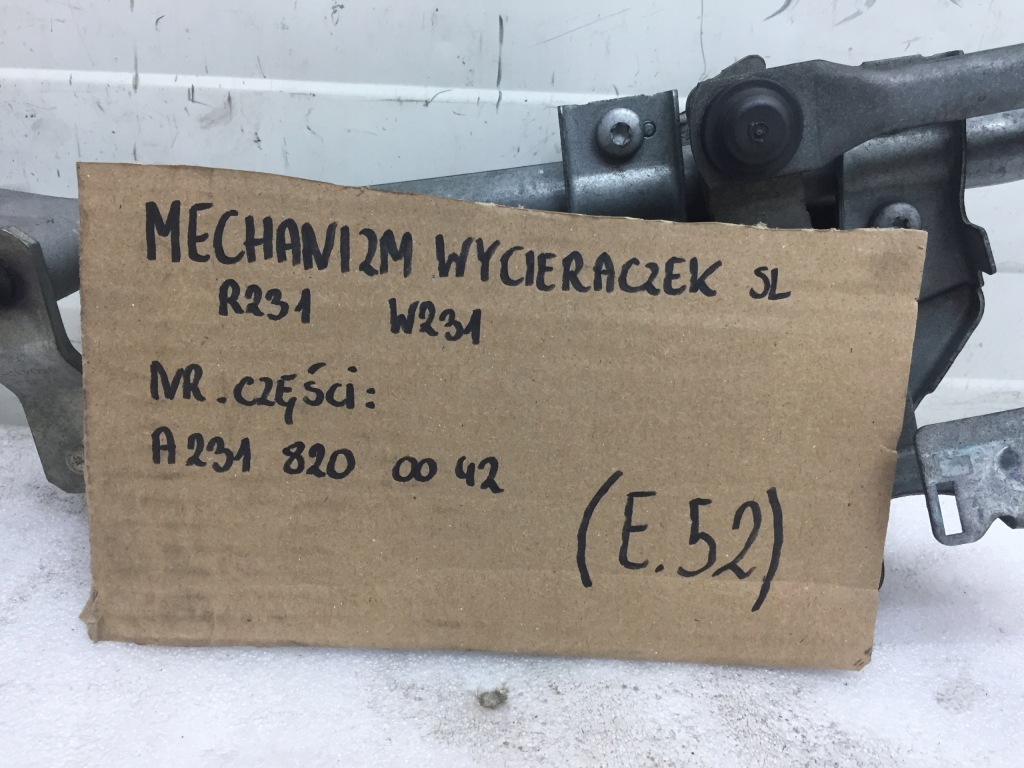 MECHANIZM WYCIERACZEK SL
R231 W231
NR. CZĘŚCi:
A 231 820 00 42
(E.52)